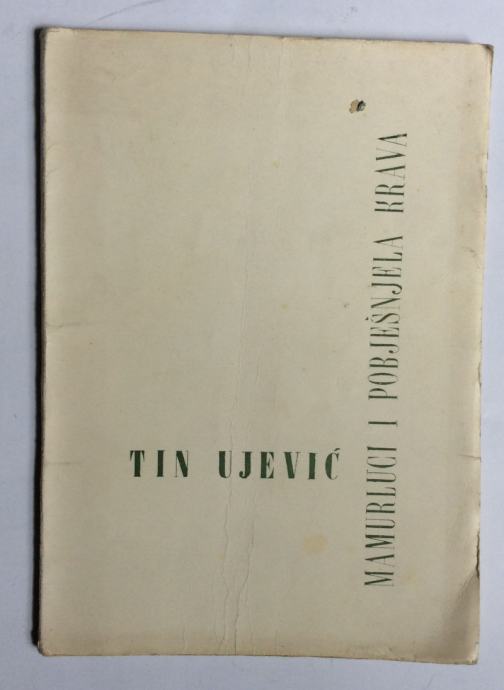 TIN UJEVIĆ
MAMURLUCI I POBJEŠNJELA KRAVA